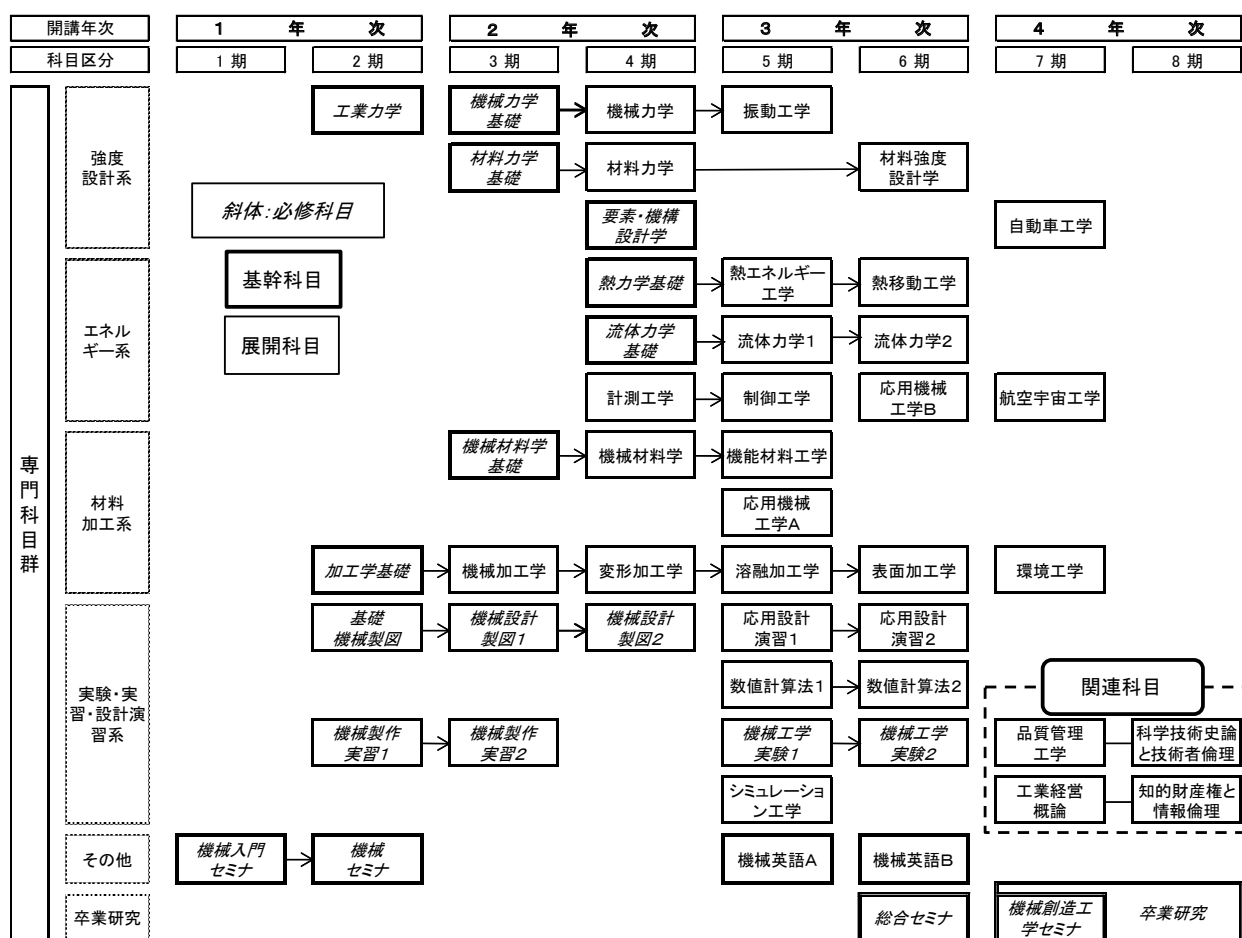 開講年次 1 年 次 2 年 次 3 年 次 4 年 次
科目区分 1 期 2 期 3 期 4 期 5 期 6 期 7 期 8 期
専門科目群
強度
設計系
工業力学
機械力学
基礎
機械力学
振動工学
材料力学
基礎
材料力学
材料強度
設計学
斜体:必修科目
要素・機構
設計学
自動車工学
基幹科目
展開科目
エネル
ギー系
熱力学基礎
熱エネルギー
工学
熱移動工学
流体力学
基礎
流体力学1
流体力学2
計測工学
制御工学
応用機械
工学B
航空宇宙工学
材料
加工系
機械材料学
基礎
機械材料学
機能材料工学
応用機械
工学A
加工学基礎
機械加工学
変形加工学
溶融加工学
表面加工学
環境工学
実験・実
習・設計演
習系
基礎
機械製図
機械設計
製図1
機械設計
製図2
応用設計
演習1
応用設計
演習2
数値計算法1
数値計算法2
関連科目
機械製作
実習1
機械製作
実習2
機械工学
実験1
機械工学
実験2
品質管理
工学
科学技術史論
と技術者倫理
シミュレーショ
ン工学
工業経営
概論
知的財産権と
情報倫理
その他
機械入門
セミナ
機械
セミナ
機械英語A
機械英語B
卒業研究
総合セミナ
機械創造工
学セミナ
卒業研究